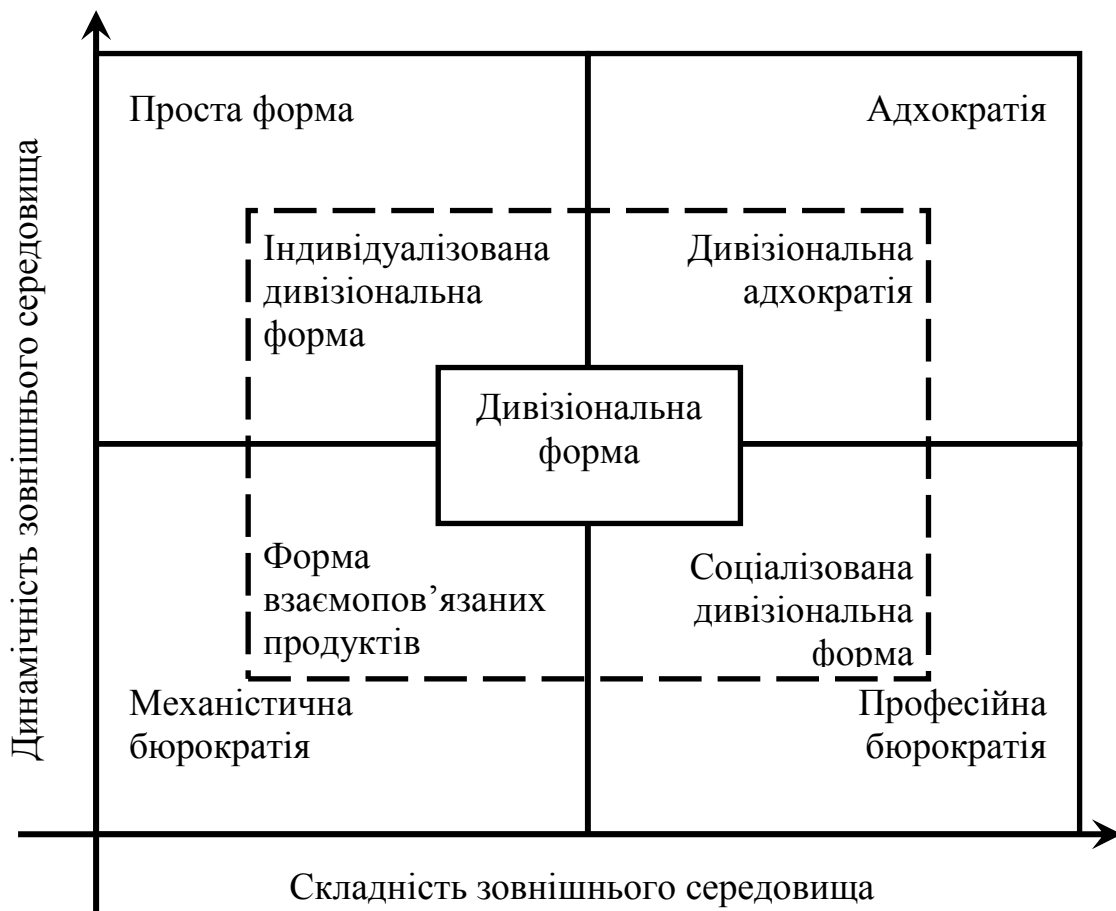 Динамічність зовнішнього середовища
Проста форма
Адхократія
Індивідуалізована
дивізіональна
форма
Дивізіональна
адхократія
Дивізіональна
форма
Форма
взаємопов’язаних
продуктів
Соціалізована
дивізіональна
форма
Механістична
бюрократія
Професійна
бюрократія
Складність зовнішнього середовища